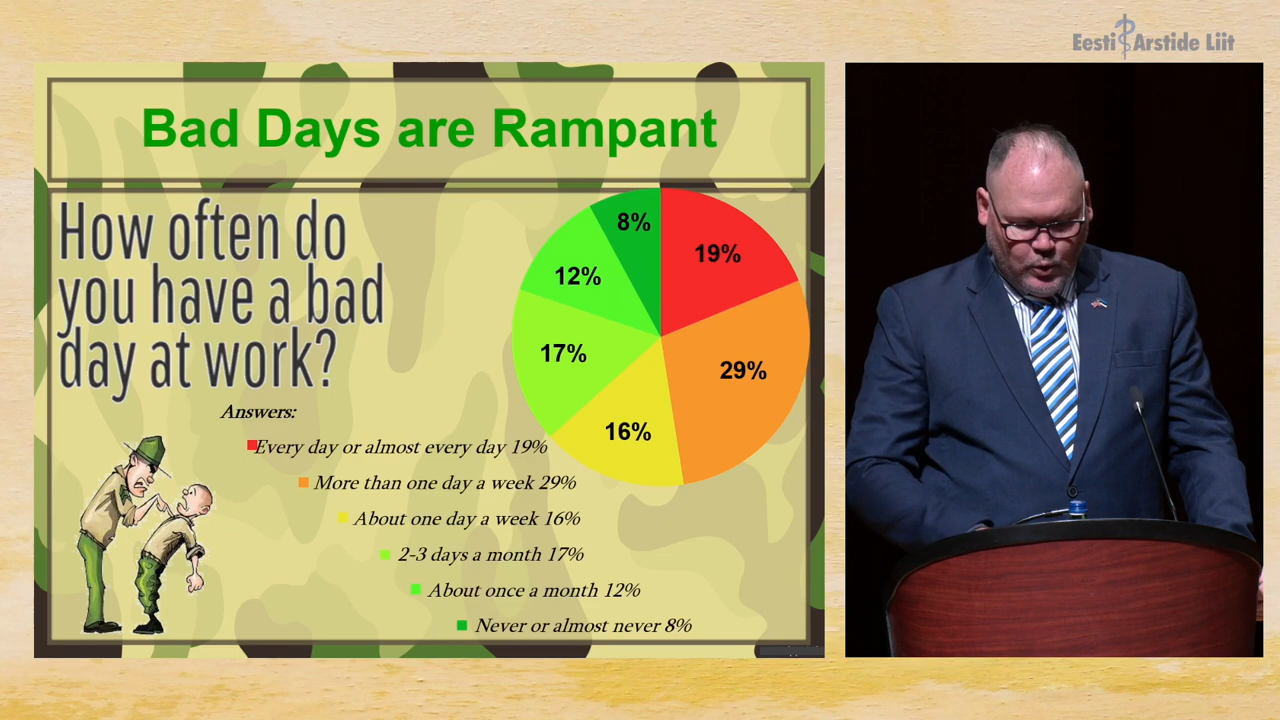 Eesti Arstide Liit
Bad Days are Rampant
How often do
you have a bad
day at work?
8%
19%
12%
17%
29%
16%
Answers:
Every day or almost every day 19%
More than one day a week 29%
About one day a week 16%
2-3 days a month 17%
About once a month 12%
Never or almost never 8%